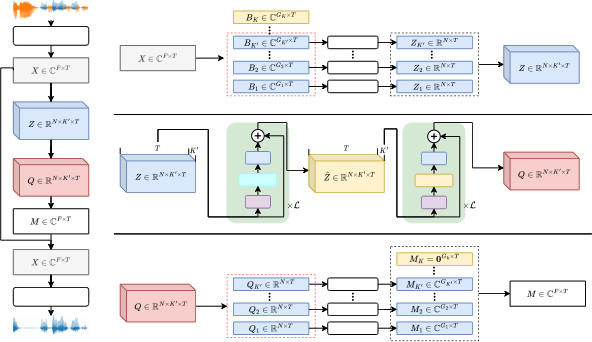 X ∈ ℂ^{F×T}
Z ∈ ℝ^{N×K′×T}
Q ∈ ℝ^{N×K′×T}
M ∈ ℂ^{F×T}
X ∈ ℂ^{F×T}
X ∈ ℂ^{F×T}
B_K ∈ ℂ^{G_K×T}
B_{K′} ∈ ℂ^{G_{K′}×T}
Z_{K′} ∈ ℝ^{N×T}
B_2 ∈ ℂ^{G_2×T}
Z_2 ∈ ℝ^{N×T}
B_1 ∈ ℂ^{G_1×T}
Z_1 ∈ ℝ^{N×T}
Z ∈ ℝ^{N×K′×T}
T
K′
Z ∈ ℝ^{N×K′×T}
+
×ℒ
T
K′
Ẑ ∈ ℝ^{N×K′×T}
+
×ℒ
Q ∈ ℝ^{N×K′×T}
Q ∈ ℝ^{N×K′×T}
M_K = 𝟎^{G_k×T}
Q_{K′} ∈ ℝ^{N×T}
M_{K′} ∈ ℂ^{G_{K′}×T}
Q_2 ∈ ℝ^{N×T}
M_2 ∈ ℂ^{G_2×T}
Q_1 ∈ ℝ^{N×T}
M_1 ∈ ℂ^{G_1×T}
M ∈ ℂ^{F×T}